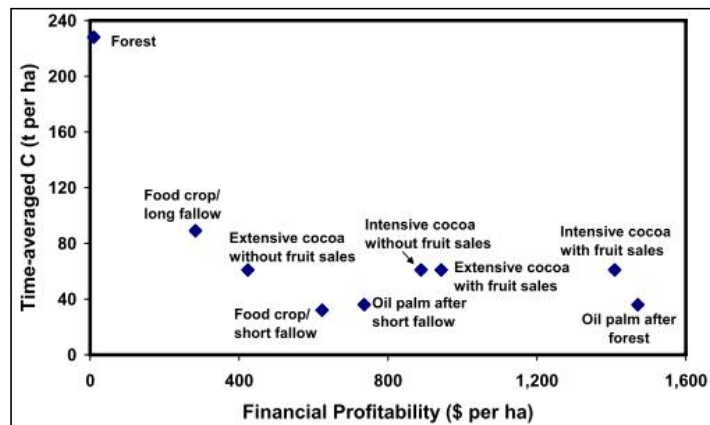 240
200
160
120
80
40
0
Time-averaged C (t per ha)
Forest
Food crop/
long fallow
Extensive cocoa
without fruit sales
Food crop/
short fallow
Oil palm after
short fallow
Intensive cocoa
without fruit sales
Extensive cocoa
with fruit sales
Intensive cocoa
with fruit sales
Oil palm after
forest
0
400
800
1,200
1,600
Financial Profitability ($ per ha)